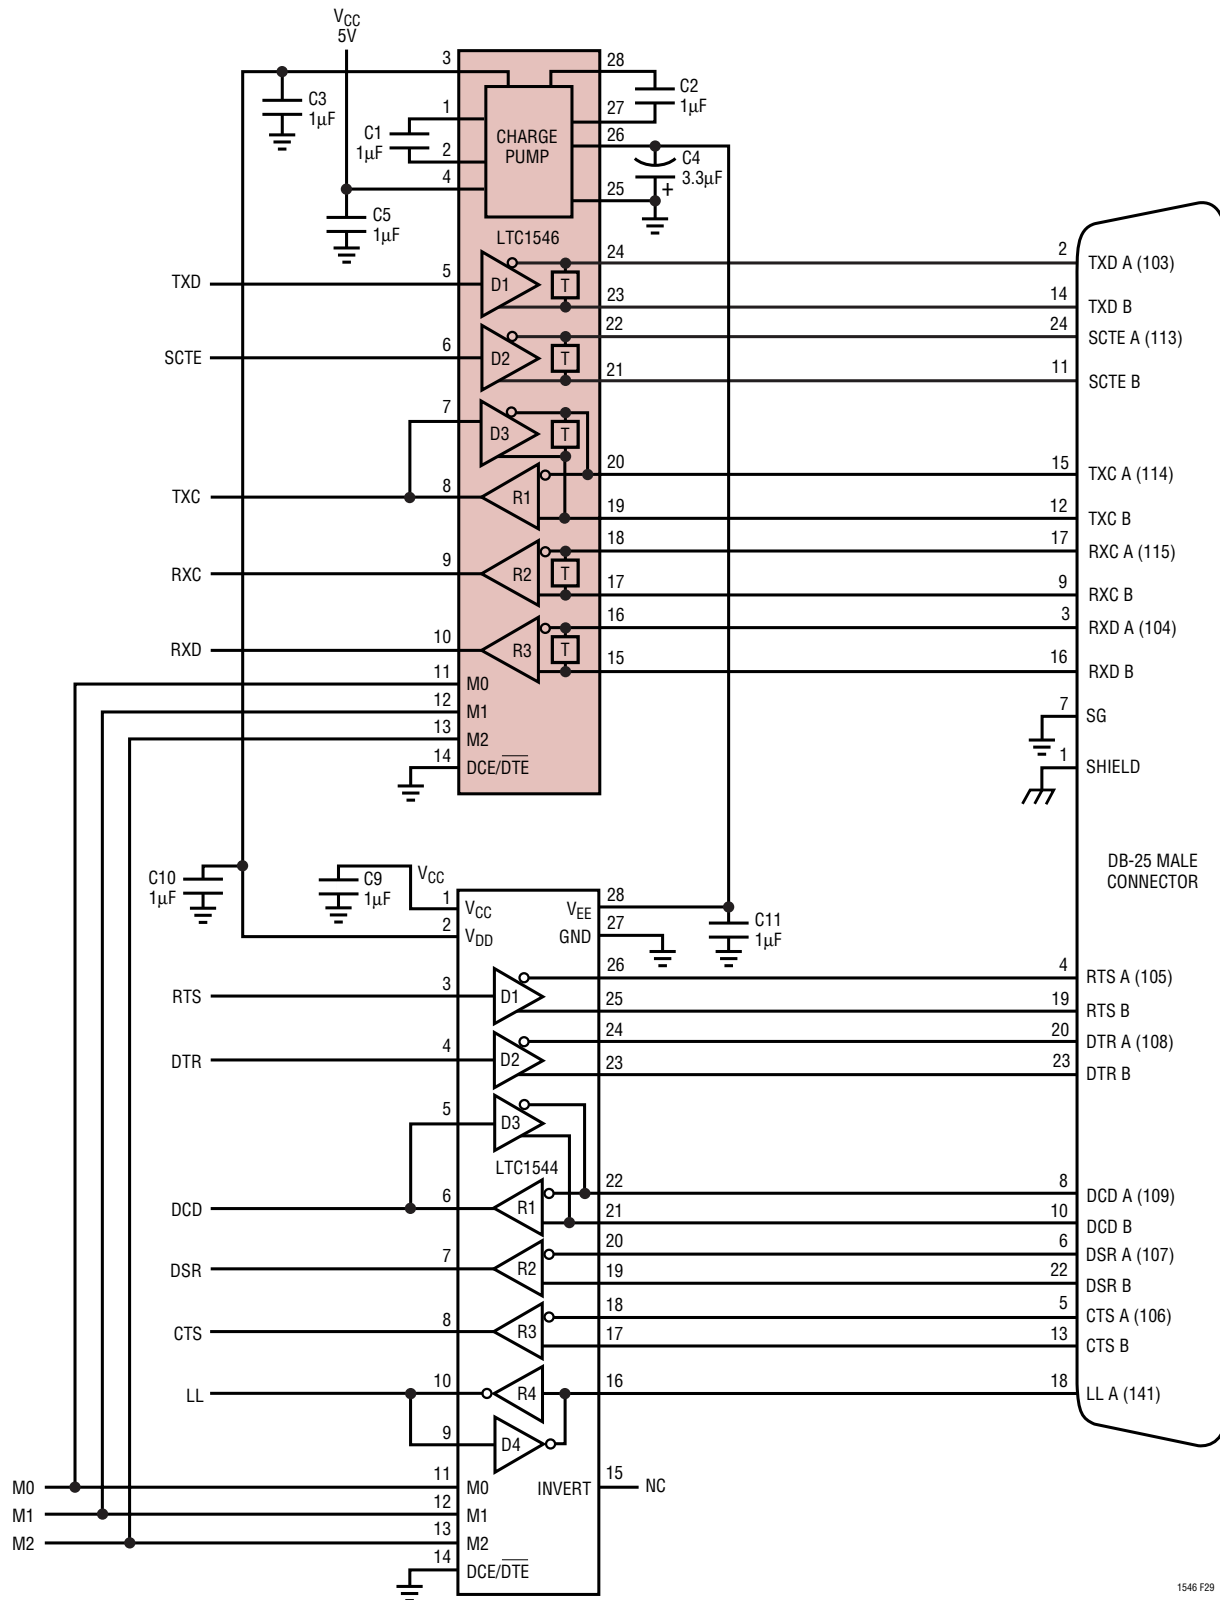 VCC
5V
3
28
C3
1µF
C2
1µF
1
27
C1
1µF
CHARGE
PUMP
26
2
C4
3.3µF
+
4
25
C5
1µF
LTC1546
TXD
5
D1
T
24
2
TXD A (103)
23
14
TXD B
SCTE
6
D2
T
22
24
SCTE A (113)
21
11
SCTE B
7
D3
T
20
15
TXC A (114)
TXC
8
R1
19
12
TXC B
18
17
RXC A (115)
RXC
9
R2
T
17
9
RXC B
16
3
RXD A (104)
RXD
10
R3
T
15
16
RXD B
11
M0
12
M1
7
SG
13
M2
14
DCE/DTE
1
SHIELD
DB-25 MALE
CONNECTOR
C10
1µF
C9
1µF
VCC
1
VCC
VEE
28
2
VDD
GND
27
C11
1µF
RTS
3
D1
26
4
RTS A (105)
25
19
RTS B
DTR
4
D2
24
20
DTR A (108)
23
23
DTR B
5
D3
LTC1544
22
8
DCD A (109)
DCD
6
R1
21
10
DCD B
20
6
DSR A (107)
DSR
7
R2
19
22
DSR B
18
5
CTS A (106)
CTS
8
R3
17
13
CTS B
LL
10
R4
16
18
LL A (141)
9
D4
M0
11
M0
INVERT
15
NC
M1
12
M1
M2
13
M2
14
DCE/DTE
1546 F29